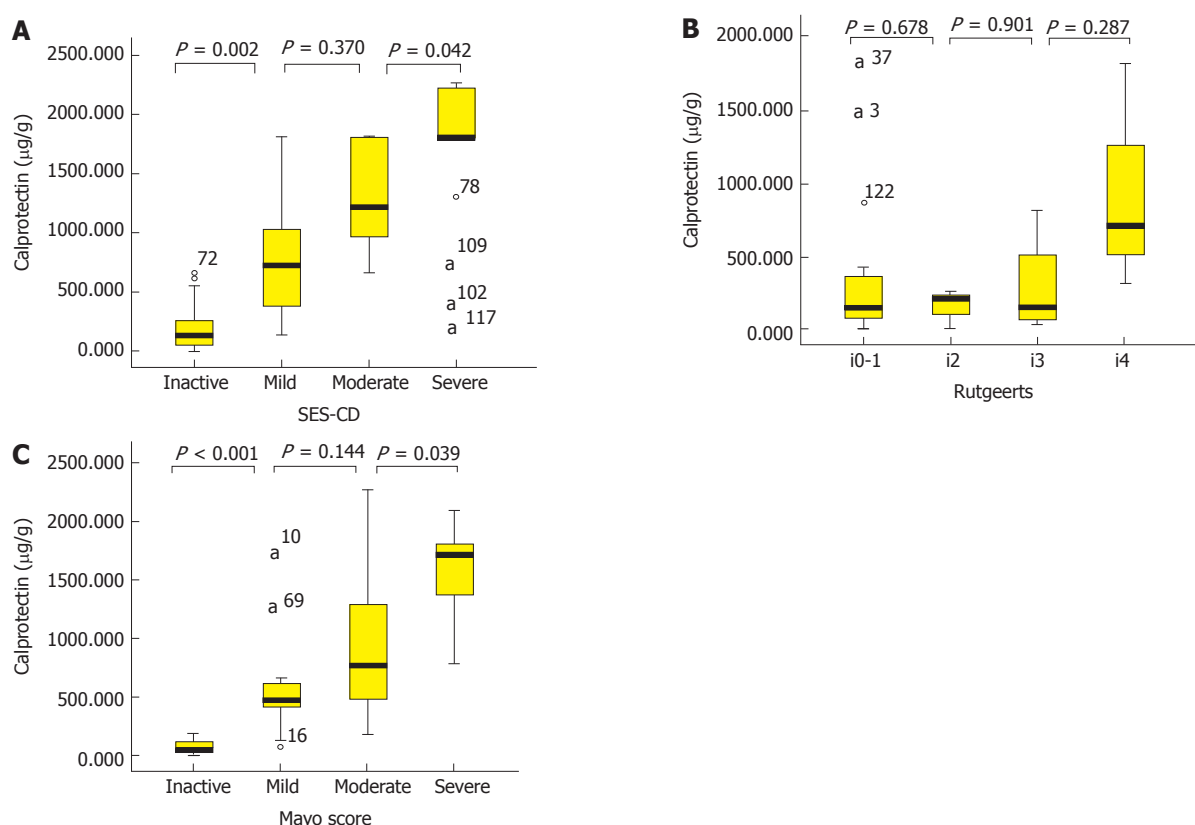 A
P = 0.002
P = 0.370
P = 0.042
2500.000
2000.000
1500.000
1000.000
500.000
0.000
Calprotectin (μg/g)
72
78
a 109
a 102
a 117
Inactive Mild Moderate Severe
SES-CD
B
P = 0.678
P = 0.901
P = 0.287
2000.000
1500.000
1000.000
500.000
0.000
Calprotectin (μg/g)
a 37
a 3
122
i0-1 i2 i3 i4
Rutgeerts
C
P < 0.001
P = 0.144
P = 0.039
2500.000
2000.000
1500.000
1000.000
500.000
0.000
Calprotectin (μg/g)
a 10
a 69
16
Inactive Mild Moderate Severe
Mayo score